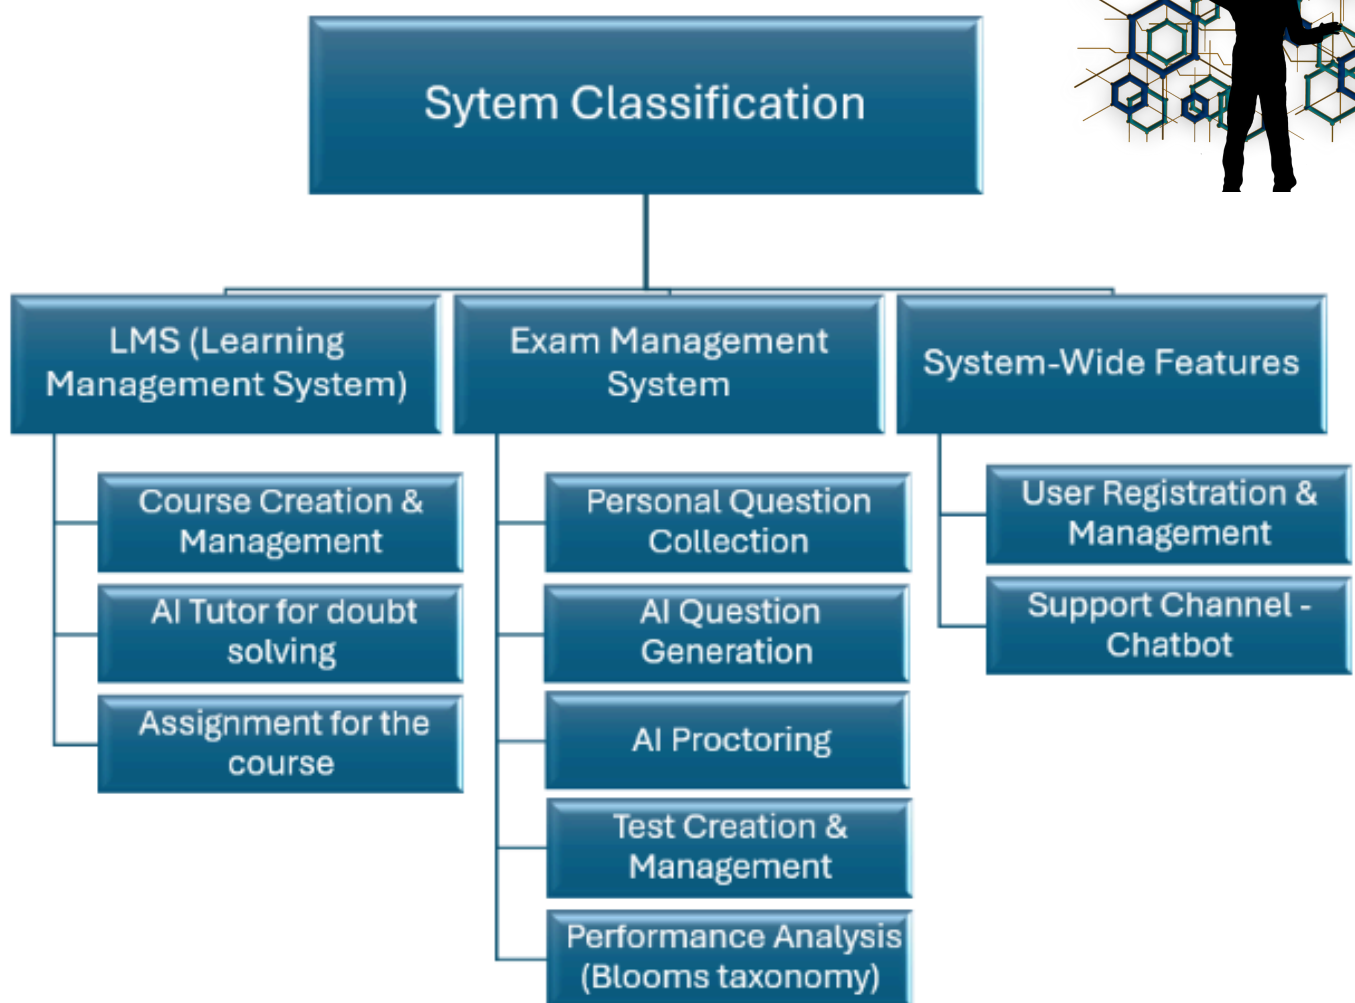 Sytem Classification
LMS (Learning
Management System)
Exam Management
System
System-Wide Features
Course Creation &
Management
AI Tutor for doubt
solving
Assignment for the
course
Personal Question
Collection
AI Question
Generation
AI Proctoring
Test Creation &
Management
Performance Analysis
(Blooms taxonomy)
User Registration &
Management
Support Channel -
Chatbot